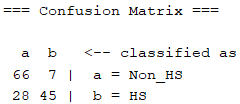 === Confusion Matrix ===
a b <-- classified as
66 7 | a = Non_HS
28 45 | b = HS